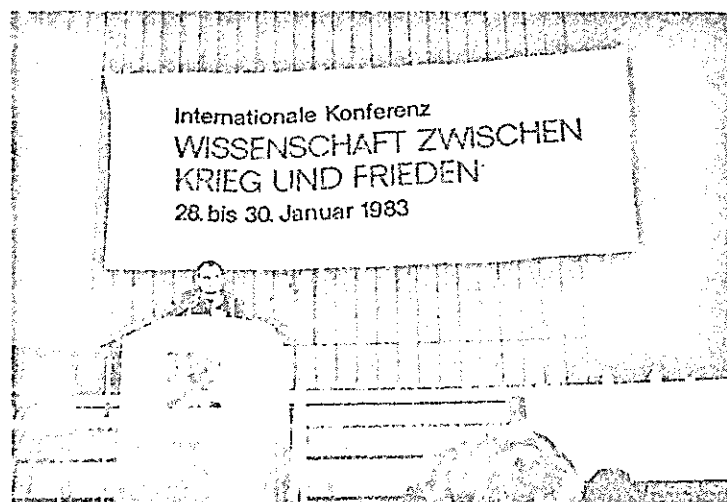 Internationale Konferenz
WISSENSCHAFT ZWISCHEN
KRIEG UND FRIEDEN
28. bis 30. Januar 1983